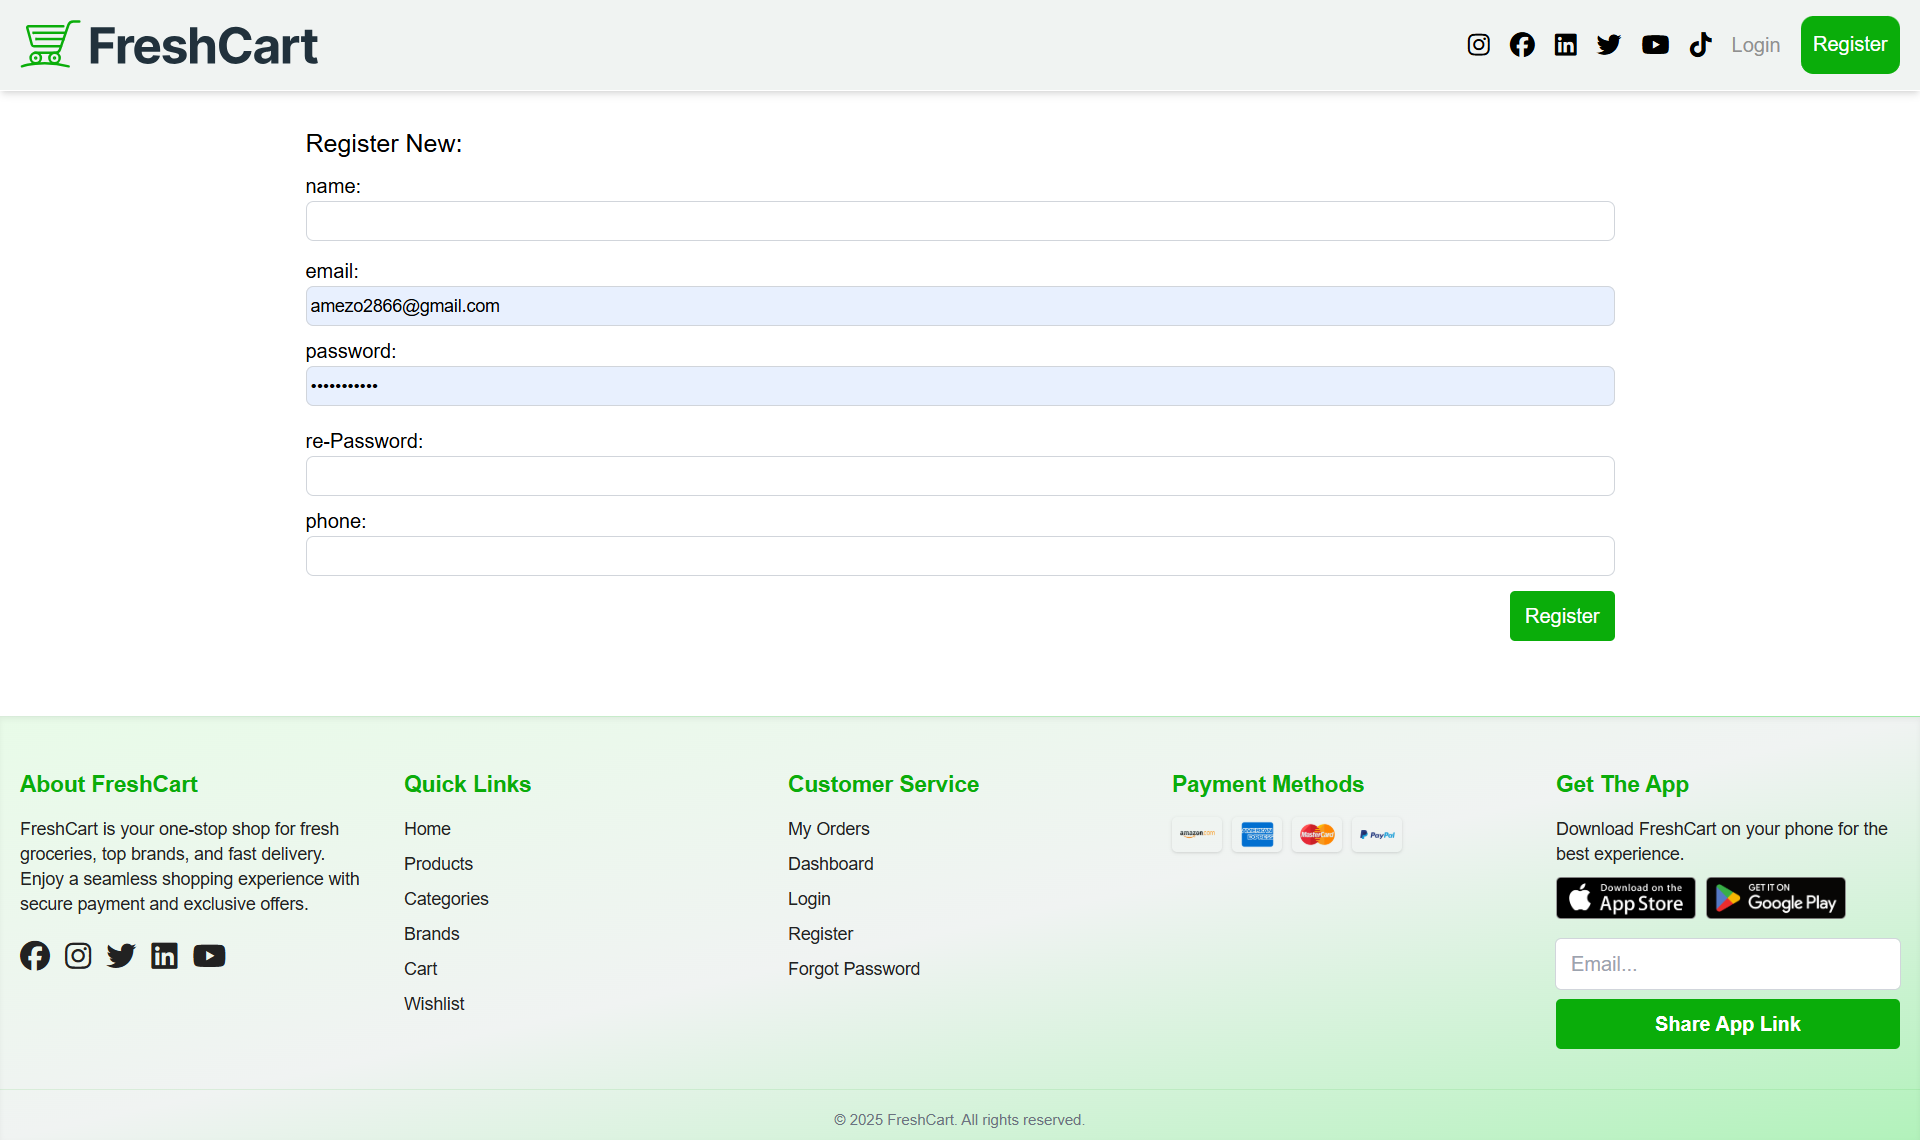 FreshCart
Login
Register
Register New:
name:
email:
amezo2866@gmail.com
password:
•••••••••••
re-Password:
phone:
Register
About FreshCart
FreshCart is your one-stop shop for fresh
groceries, top brands, and fast delivery.
Enjoy a seamless shopping experience with
secure payment and exclusive offers.
Quick Links
Home
Products
Categories
Brands
Cart
Wishlist
Customer Service
My Orders
Dashboard
Login
Register
Forgot Password
Payment Methods
amazon.com
AMERICAN
EXPRESS
MasterCard
PayPal
Get The App
Download FreshCart on your phone for the
best experience.
Download on the
App Store
GET IT ON
Google Play
Email...
Share App Link
© 2025 FreshCart. All rights reserved.